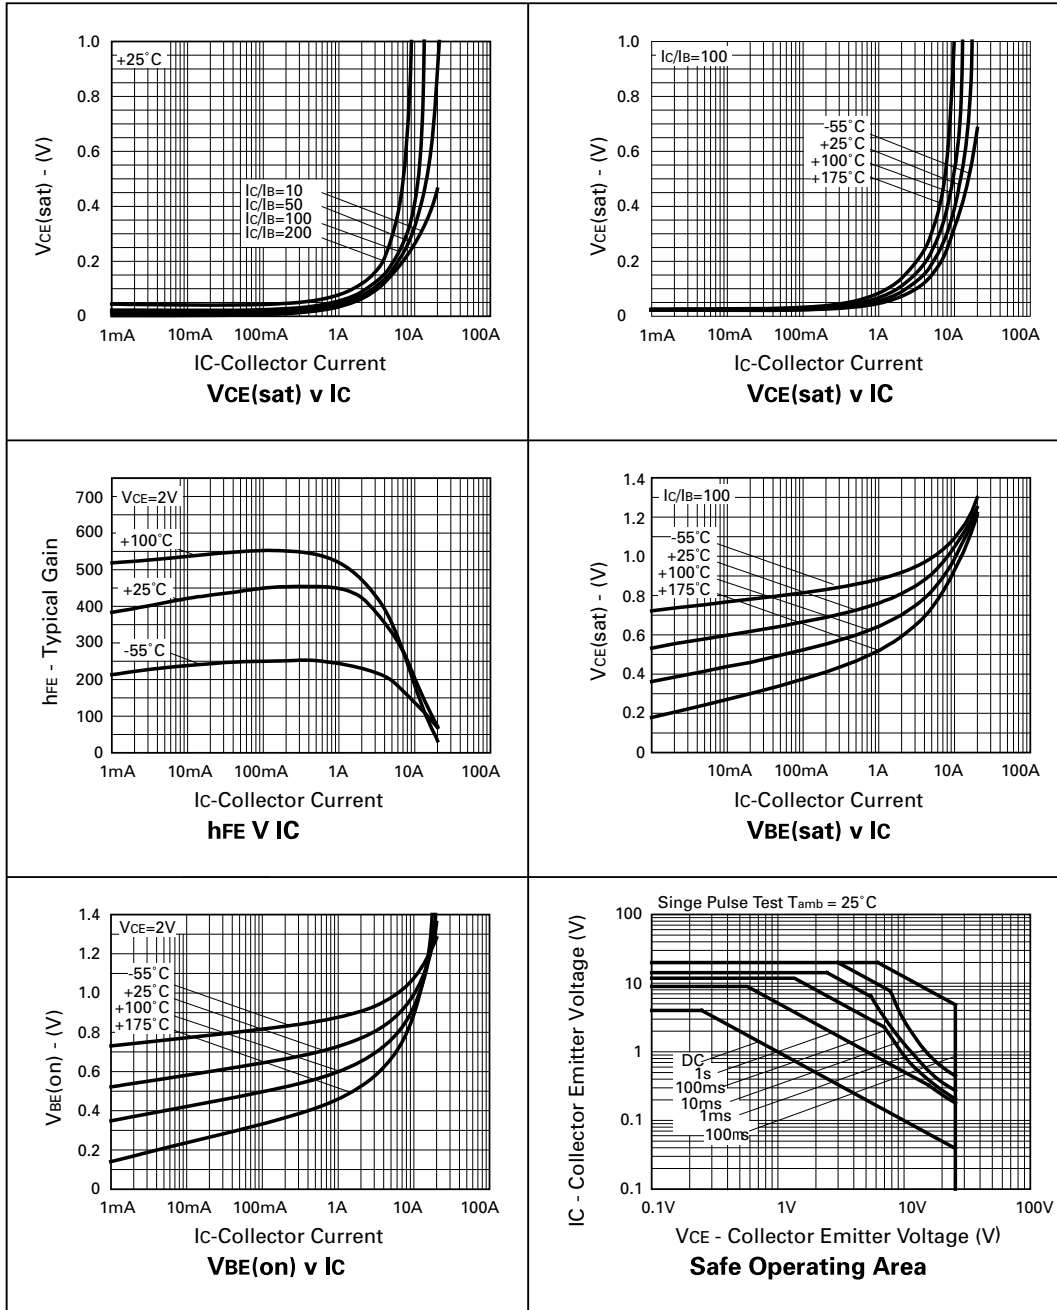 1.0
+25°C
0.8
0.6
0.4
0.2
0
VCE(sat) - (V)
IC/IB=10
IC/IB=50
IC/IB=100
IC/IB=200
1mA 10mA 100mA 1A 10A 100A
IC-Collector Current
VCE(sat) v IC
1.0
IC/IB=100
0.8
0.6
0.4
0.2
0
VCE(sat) - (V)
-55°C
+25°C
+100°C
+175°C
1mA 10mA 100mA 1A 10A 100A
IC-Collector Current
VCE(sat) v IC
700
VCE=2V
600
+100°C
550
500
+25°C
400
300
-55°C
250
200
100
0
hFE - Typical Gain
1mA 10mA 100mA 1A 10A 100A
IC-Collector Current
hFE V IC
1.4
IC/IB=100
1.2
1.0
0.8
0.6
0.4
0.2
0
VCE(sat) - (V)
-55°C
+25°C
+100°C
+175°C
10mA 100mA 1A 10A 100A
IC-Collector Current
VBE(sat) v IC
1.4
VCE=2V
1.2
1.0
0.8
0.6
0.4
0.2
0
VBE(on) - (V)
-55°C
+25°C
+100°C
+175°C
1mA 10mA 100mA 1A 10A 100A
IC-Collector Current
VBE(on) v IC
Singe Pulse Test Tamb = 25°C
100
10
1
0.1
0.1
IC - Collector Emitter Voltage (V)
DC
1s
100ms
10ms
1ms
100ms
0.1V 1V 10V 100V
VCE - Collector Emitter Voltage (V)
Safe Operating Area